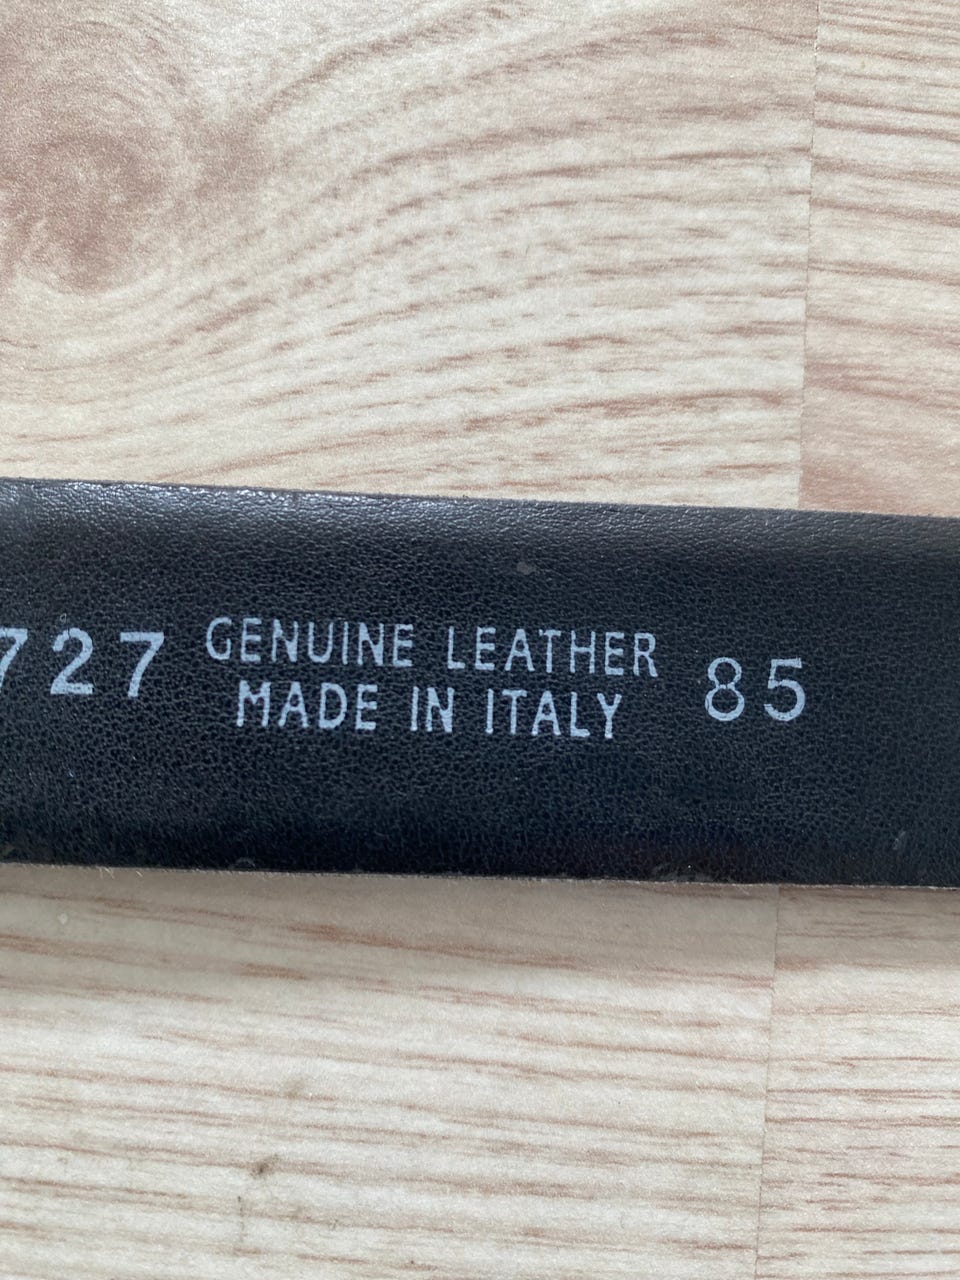 727
GENUINE LEATHER
MADE IN ITALY
85